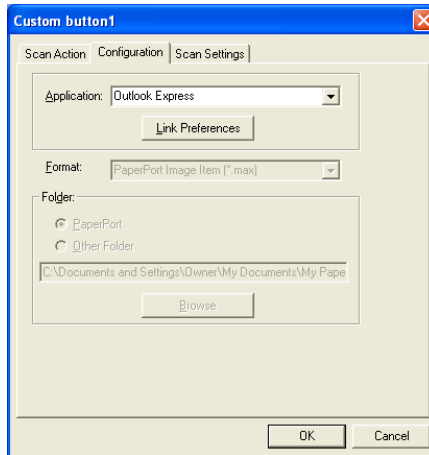 Custom button1
Scan Action Configuration Scan Settings
Application: Outlook Express
Link Preferences
Format: PaperPort Image Item (*.max)
Folder:
PaperPort
Other Folder
C:\Documents and Settings\Owner\My Documents\My Pape
Browse
OK Cancel